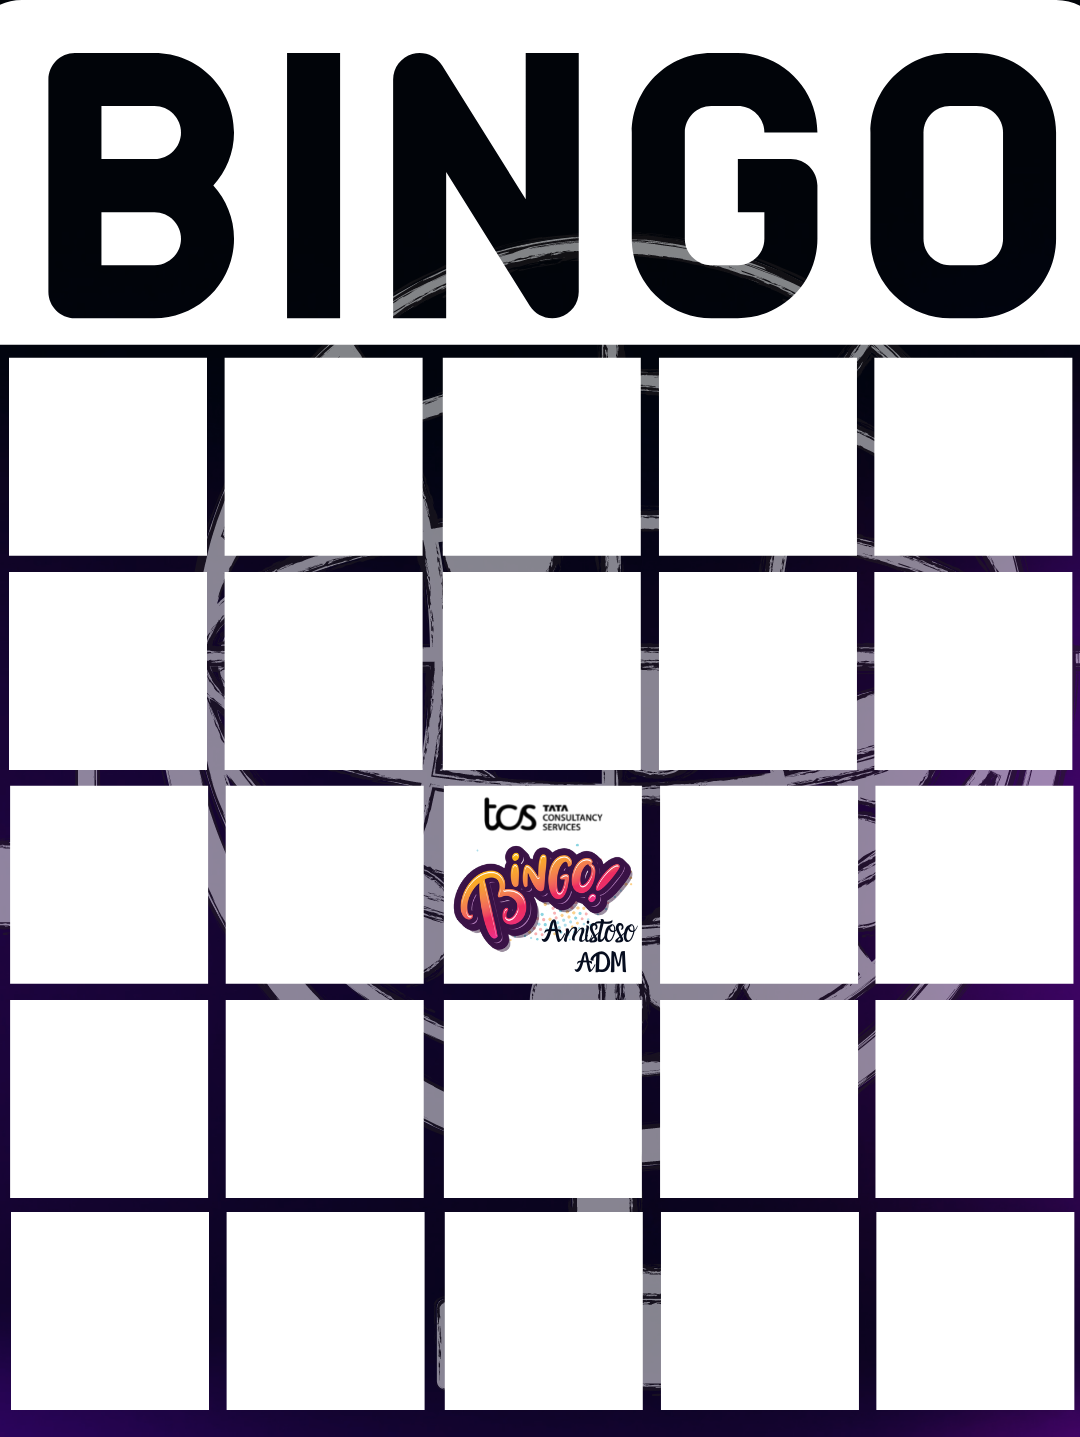 BINGO
tcs TATA
CONSULTANCY
SERVICES
BINGO!
Amistoso
ADM